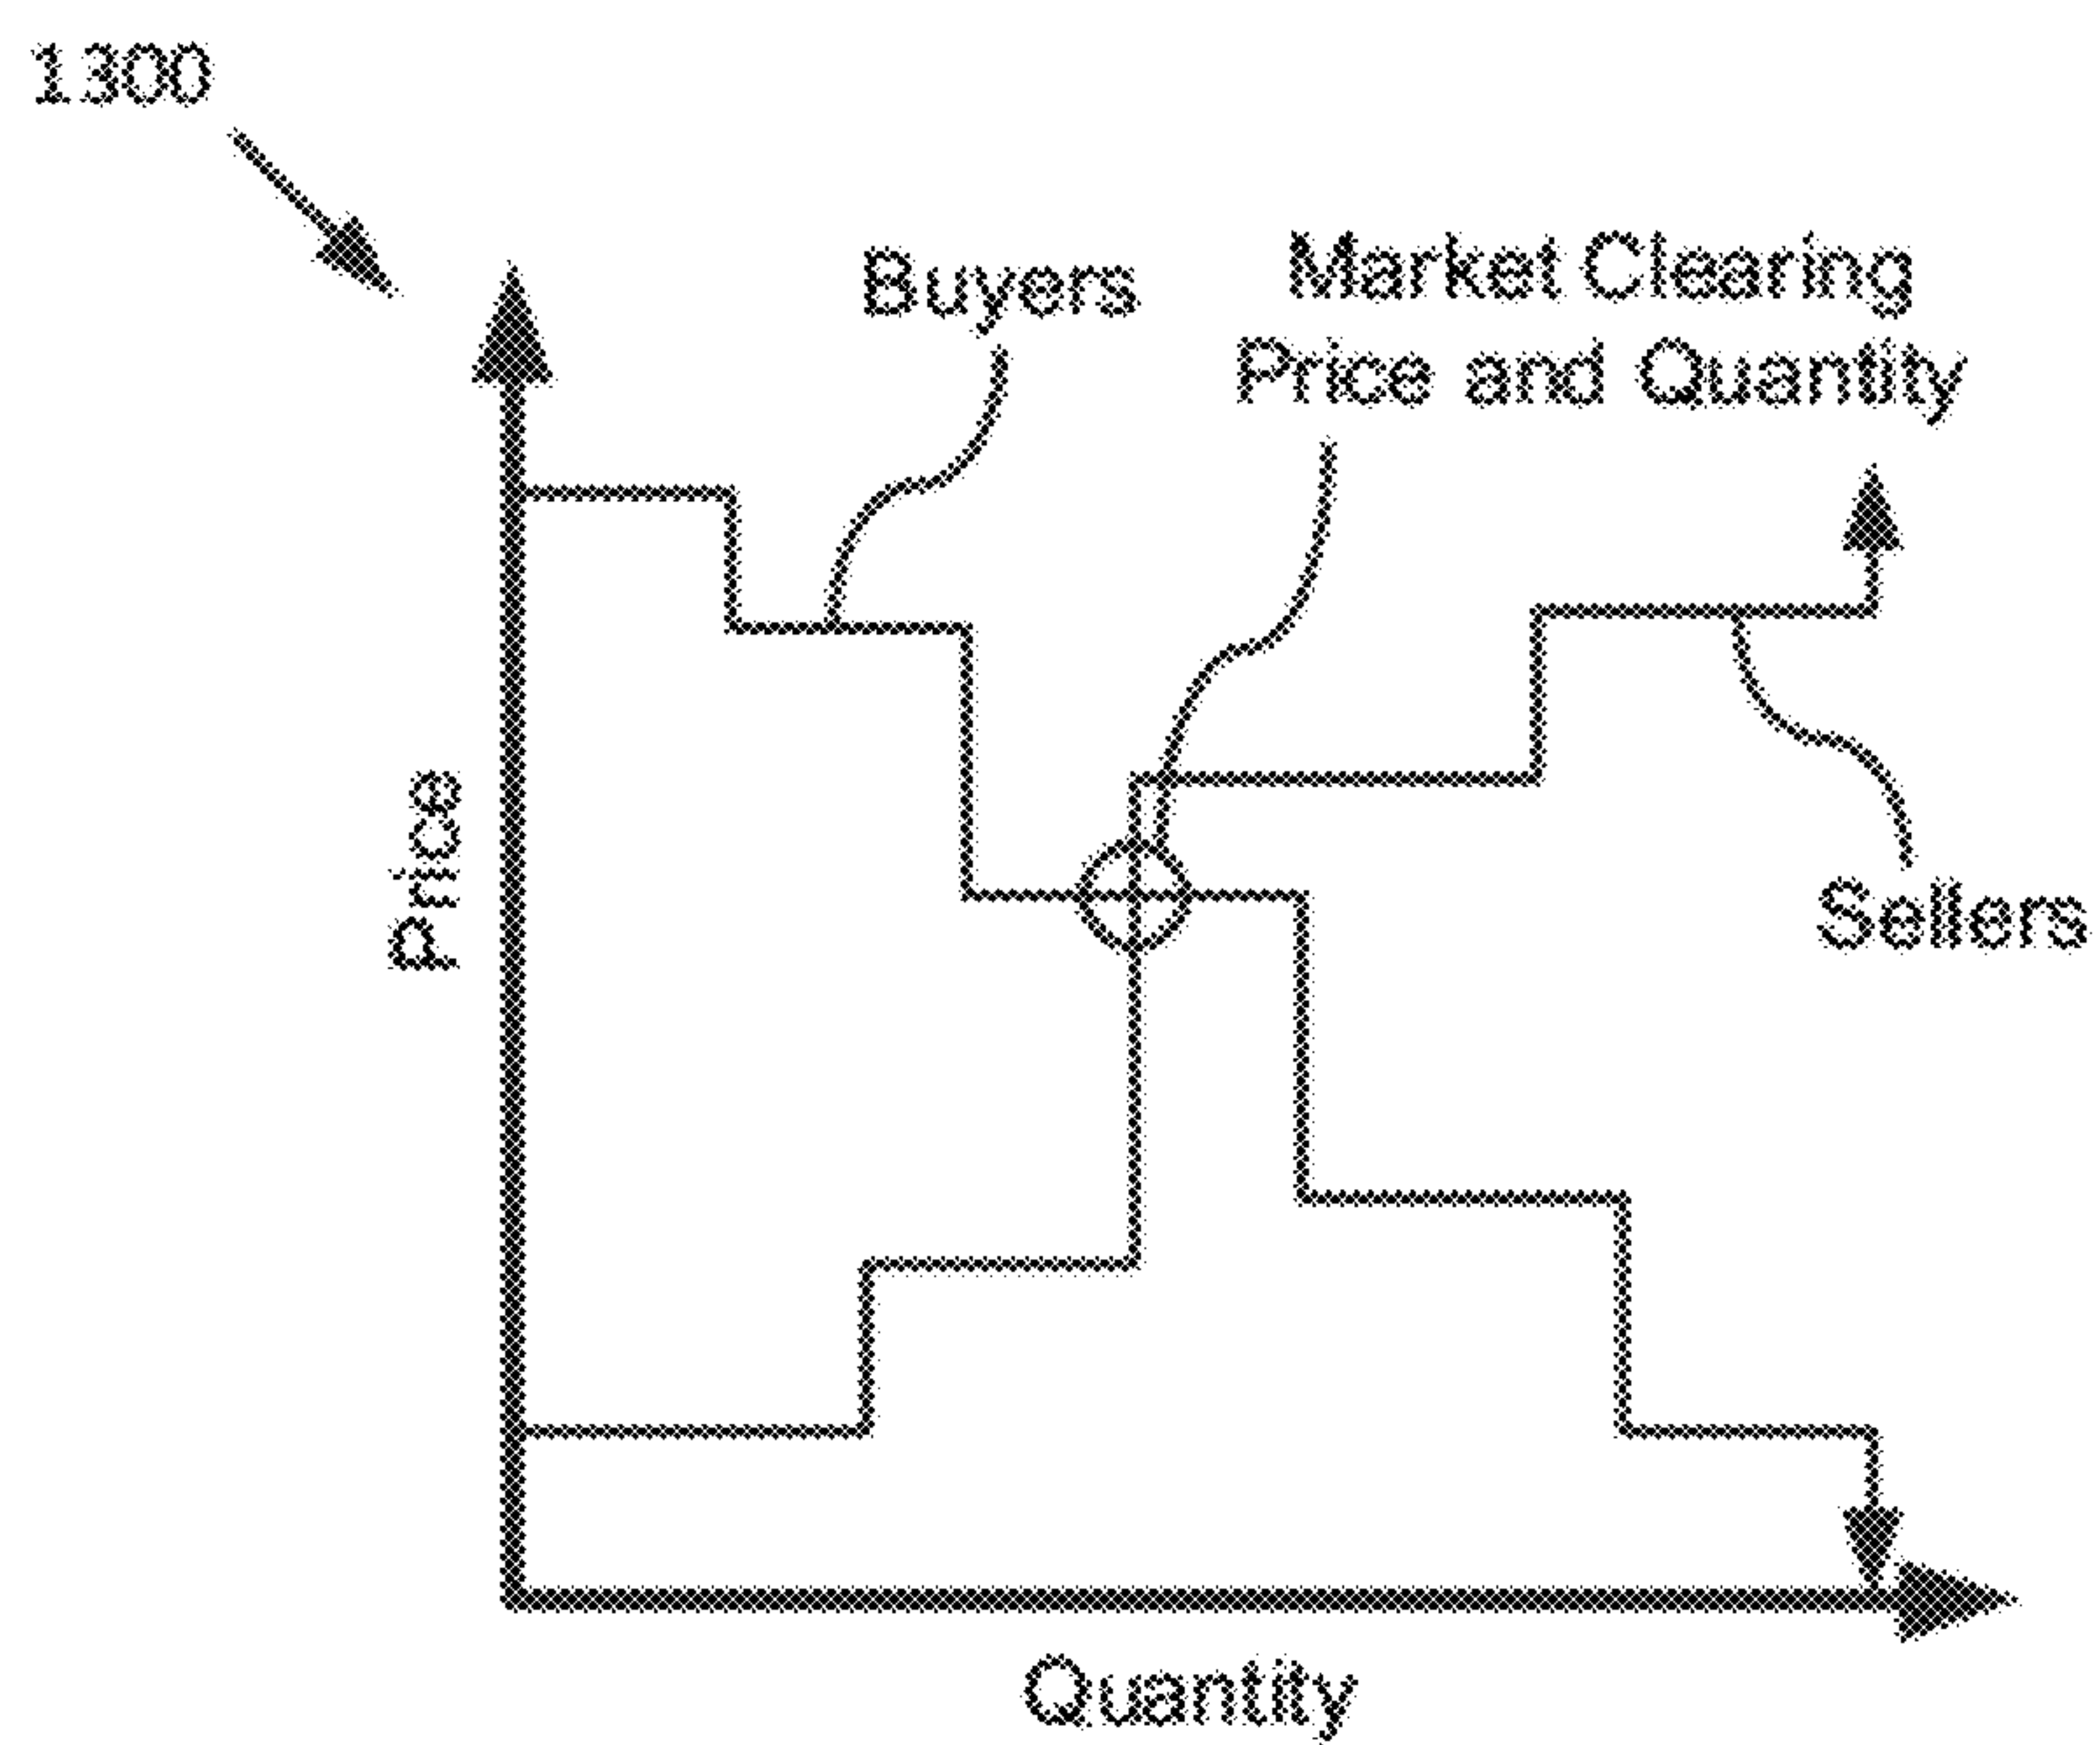 1300
Buyers
Market Clearing
Price and Quantity
Price
Sellers
Quantity